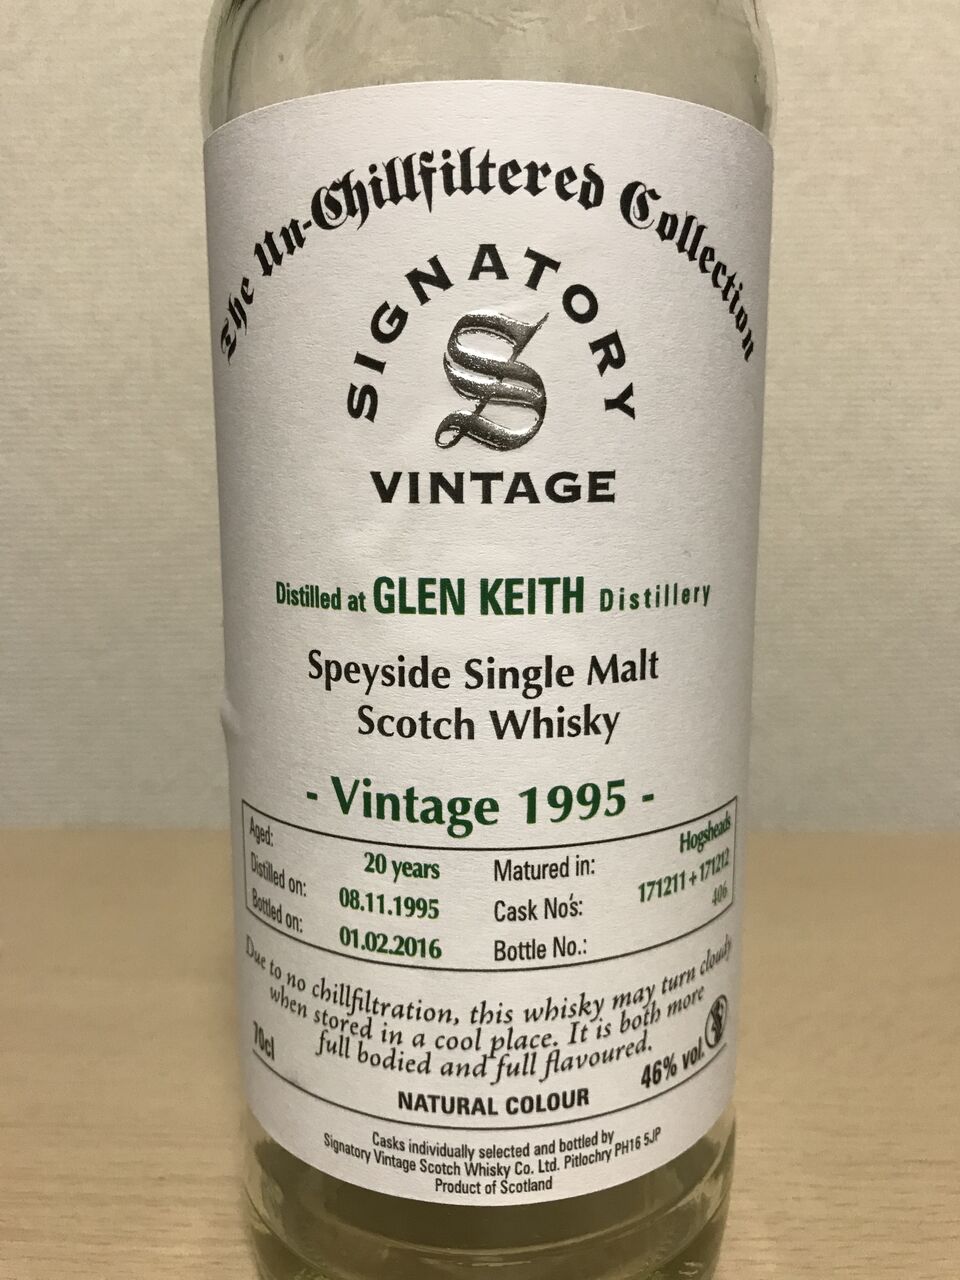 The Un-Chillfiltered Collection
SIGNATORY
S
VINTAGE
Distilled at GLEN KEITH Distillery
Speyside Single Malt
Scotch Whisky
- Vintage 1995 -
Aged: 20 years Matured in: Hogsheads
Distilled on: 08.11.1995 Cask No's: 171211 + 171212
Bottled on: 01.02.2016 Bottle No.: 406
Due to no chillfiltration, this whisky may turn cloudy
when stored in a cool place. It is both more
full bodied and full flavoured.
70cl 46% vol. S
NATURAL COLOUR
Casks individually selected and bottled by
Signatory Vintage Scotch Whisky Co. Ltd. Pitlochry PH16 5JP
Product of Scotland